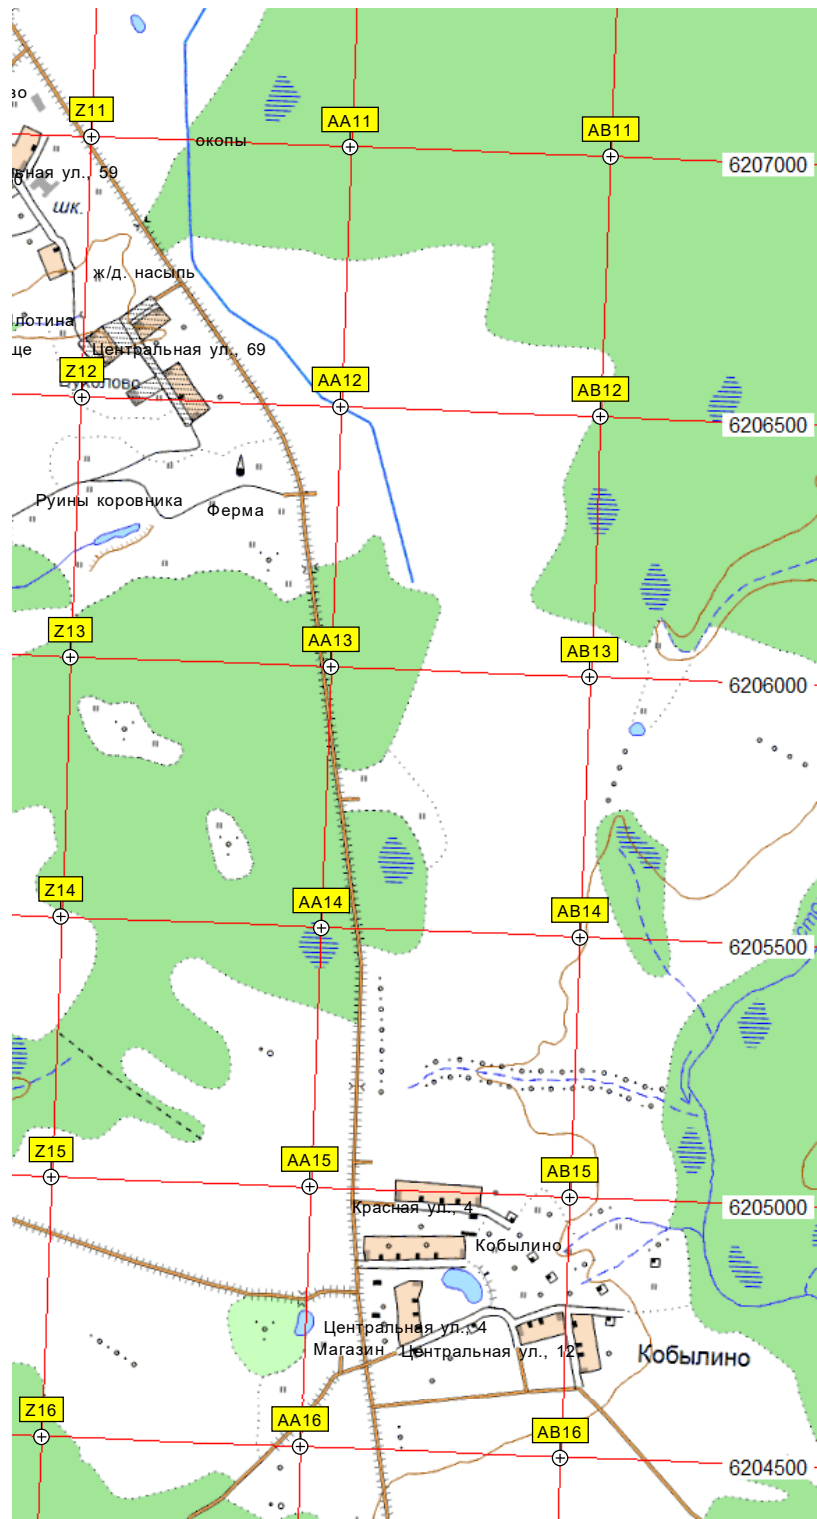 во
Z11
AA11
AB11
окопы
6207000
ьная ул., 59
шк.
ж/д. насыпь
лотина
ще
Центральная ул., 69
Z12
AA12
AB12
6206500
Руины коровника
Ферма
Z13
AA13
AB13
6206000
Z14
AA14
AB14
6205500
Z15
AA15
AB15
6205000
Красная ул., 4
Кобылино
Центральная ул., 4
Магазин
Центральная ул., 12
Кобылино
Z16
AA16
AB16
6204500